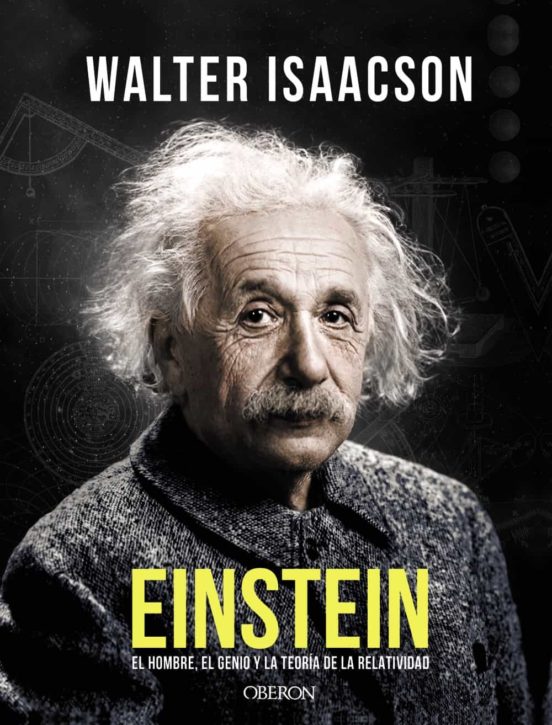 WALTER ISAACSON
EINSTEIN
EL HOMBRE, EL GENIO Y LA TEORÍA DE LA RELATIVIDAD
OBERON